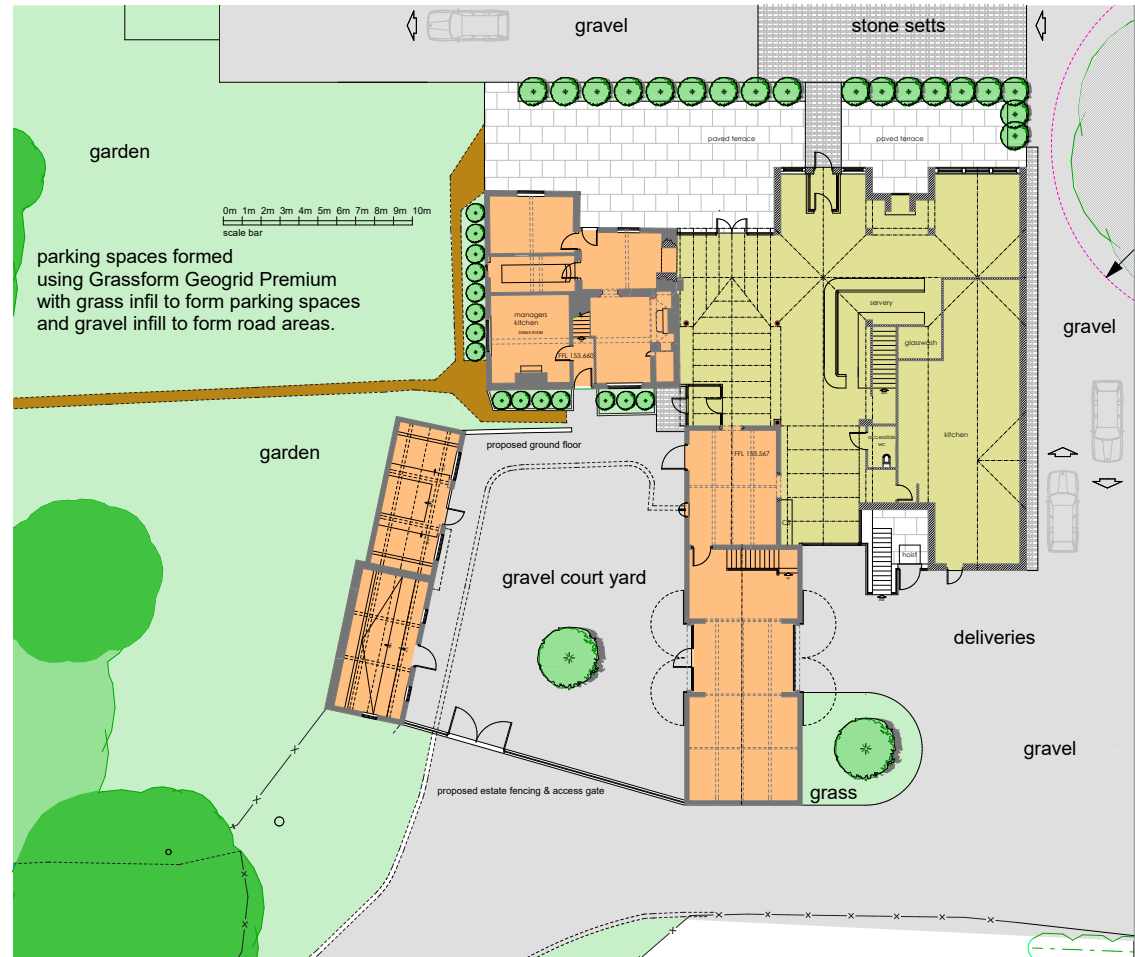 gravel
stone setts
garden
paved terrace
paved terrace
0m 1m 2m 3m 4m 5m 6m 7m 8m 9m 10m
scale bar
parking spaces formed
using Grassform Geogrid Premium
with grass infil to form parking spaces
and gravel infill to form road areas.
servery
managers
kitchen
gravel
glasswash
FFL 153.660
garden
proposed ground floor
accessible
wc
kitchen
FFL 153.567
hoist
gravel court yard
deliveries
gravel
proposed estate fencing & access gate
grass